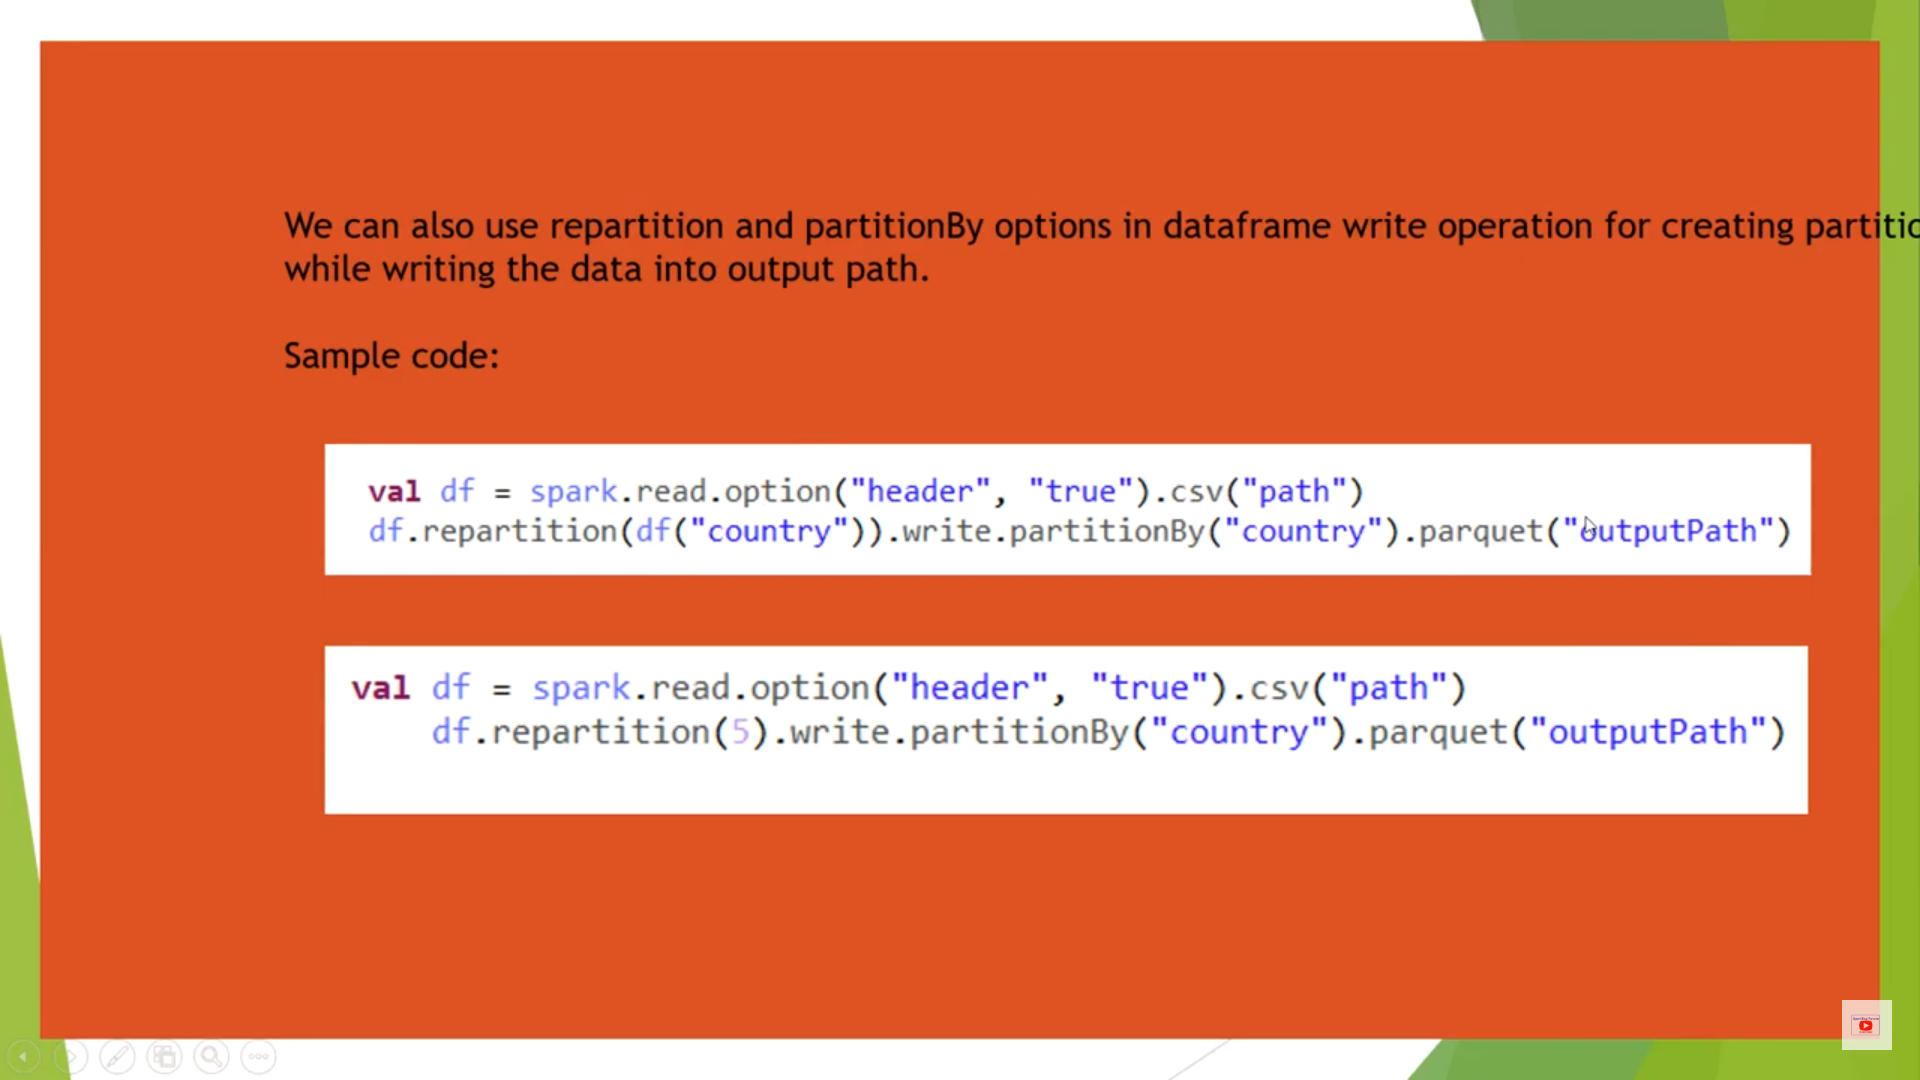 We can also use repartition and partitionBy options in dataframe write operation for creating
while writing the data into output path.
Sample code:
val df = spark.read.option("header", "true").csv("path")
df.repartition(df("country")).write.partitionBy("country").parquet("outputPath")
val df = spark.read.option("header", "true").csv("path")
df.repartition(5).write.partitionBy("country").parquet("outputPath")